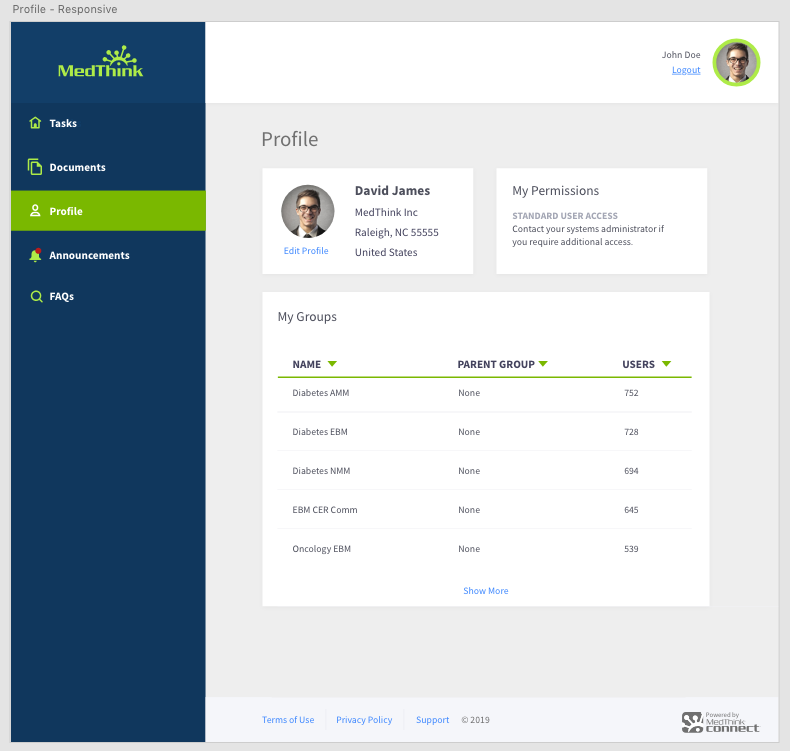 Profile - Responsive
MedThink
John Doe
Logout
Tasks
Documents
Profile
Announcements
FAQs
Profile
David James
MedThink Inc
Raleigh, NC 55555
United States
Edit Profile
My Permissions
STANDARD USER ACCESS
Contact your systems administrator if
you require additional access.
My Groups
NAME PARENT GROUP USERS
Diabetes AMM None 752
Diabetes EBM None 728
Diabetes NMM None 694
EBM CER Comm None 645
Oncology EBM None 539
Show More
Terms of Use Privacy Policy Support © 2019
Powered by
MedThink
connect